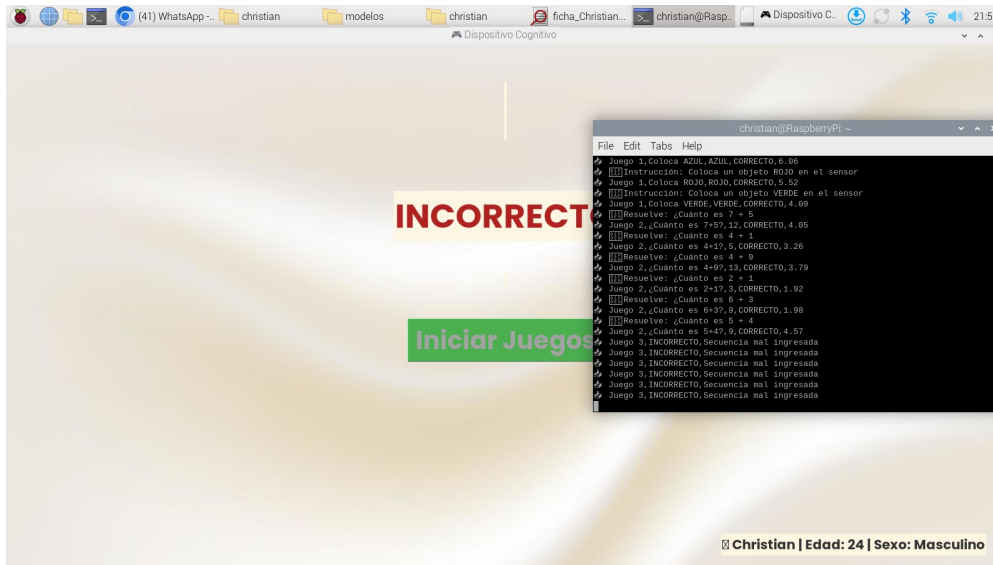 (41) WhatsApp -..
christian
modelos
christian
ficha_Christian...
christian@Rasp..
Dispositivo C..
21:5
Dispositivo Cognitivo
INCORRECTO
Iniciar Juegos
christian@RaspberryPi: ~
File Edit Tabs Help
Juego 1,Coloca AZUL,AZUL,CORRECTO,6.06
Instrucción: Coloca un objeto ROJO en el sensor
Juego 1,Coloca ROJO,ROJO,CORRECTO,5.52
Instrucción: Coloca un objeto VERDE en el sensor
Juego 1,Coloca VERDE,VERDE,CORRECTO,4.09
Resuelve: ¿Cuánto es 7 + 5
Juego 2,¿Cuánto es 7+5?,12,CORRECTO,4.05
Resuelve: ¿Cuánto es 4 + 1
Juego 2,¿Cuánto es 4+1?,5,CORRECTO,3.26
Resuelve: ¿Cuánto es 4 + 9
Juego 2,¿Cuánto es 4+9?,13,CORRECTO,3.79
Resuelve: ¿Cuánto es 2 + 1
Juego 2,¿Cuánto es 2+1?,3,CORRECTO,1.92
Resuelve: ¿Cuánto es 6 + 3
Juego 2,¿Cuánto es 6+3?,9,CORRECTO,1.98
Resuelve: ¿Cuánto es 5 + 4
Juego 2,¿Cuánto es 5+4?,9,CORRECTO,4.57
Juego 3,INCORRECTO,Secuencia mal ingresada
Juego 3,INCORRECTO,Secuencia mal ingresada
Juego 3,INCORRECTO,Secuencia mal ingresada
Juego 3,INCORRECTO,Secuencia mal ingresada
Juego 3,INCORRECTO,Secuencia mal ingresada
Juego 3,INCORRECTO,Secuencia mal ingresada
Christian | Edad: 24 | Sexo: Masculino